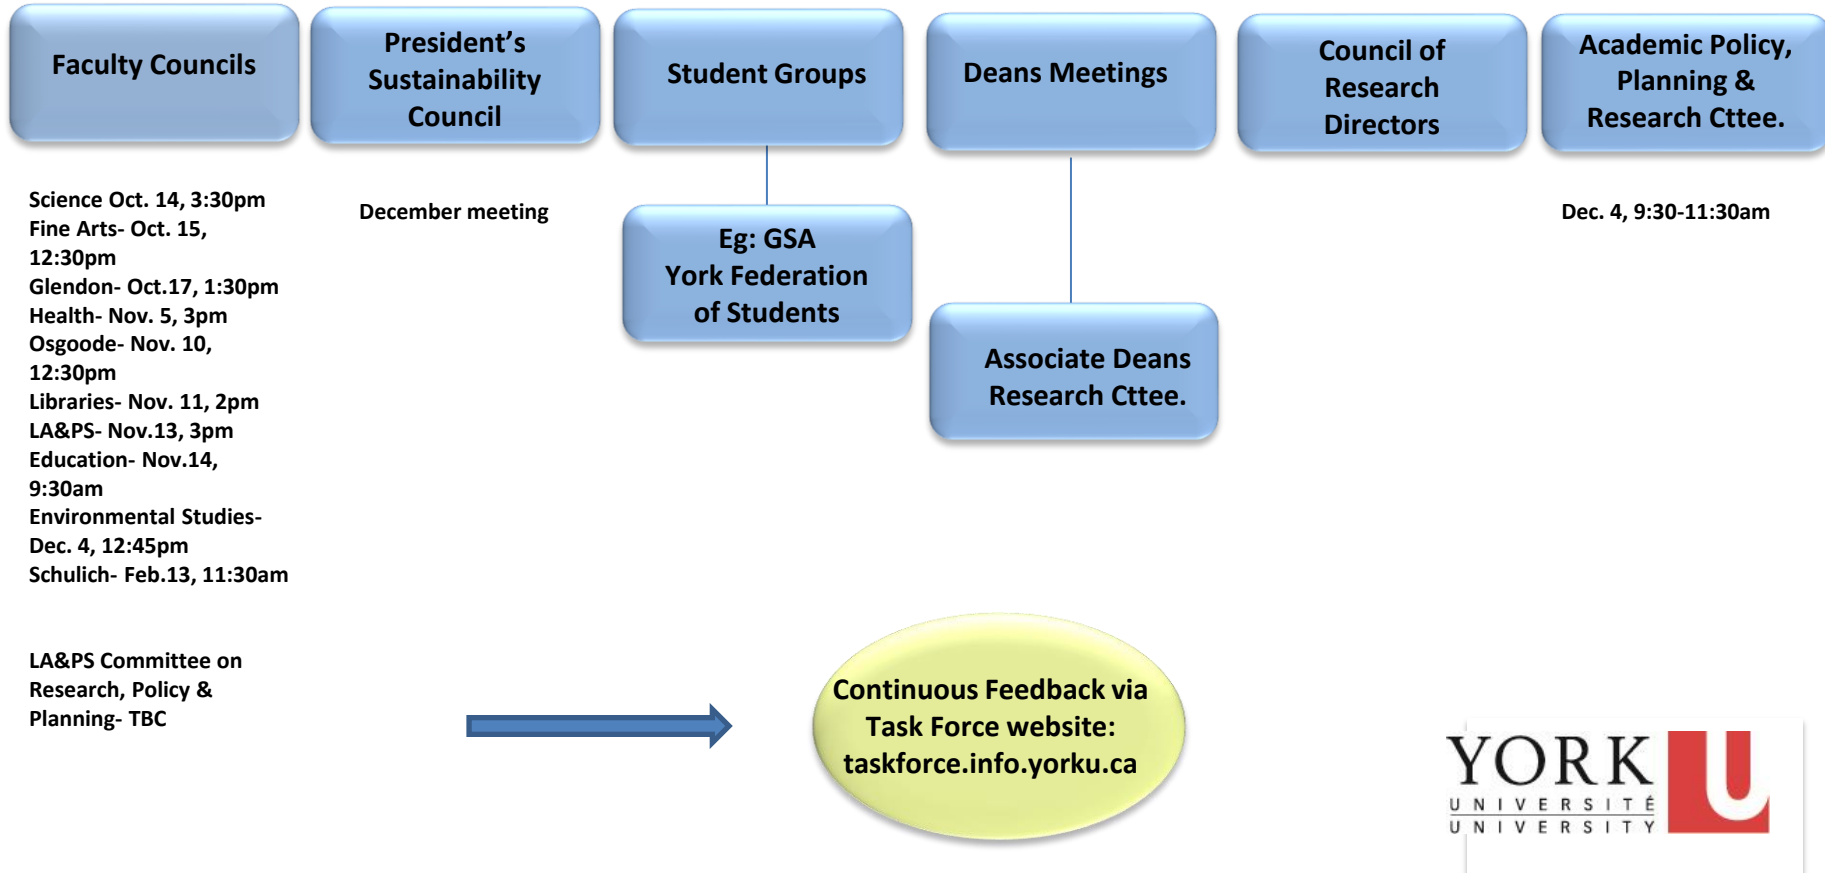 Faculty Councils
President’s
Sustainability
Council
Student Groups
Deans Meetings
Council of
Research
Directors
Academic Policy,
Planning &
Research Cttee.
Science Oct. 14, 3:30pm
Fine Arts- Oct. 15,
12:30pm
Glendon- Oct.17, 1:30pm
Health- Nov. 5, 3pm
Osgoode- Nov. 10,
12:30pm
Libraries- Nov. 11, 2pm
LA&PS- Nov.13, 3pm
Education- Nov.14,
9:30am
Environmental Studies-
Dec. 4, 12:45pm
Schulich- Feb.13, 11:30am
LA&PS Committee on
Research, Policy &
Planning- TBC
December meeting
Eg: GSA
York Federation
of Students
Associate Deans
Research Cttee.
Dec. 4, 9:30-11:30am
Continuous Feedback via
Task Force website:
taskforce.info.yorku.ca
YORK U
UNIVERSITÉ
UNIVERSITY